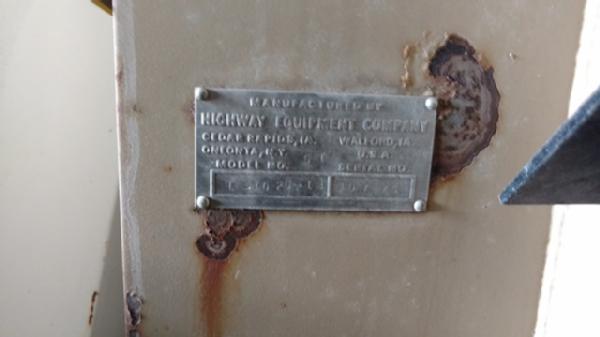 MANUFACTURED BY
HIGHWAY EQUIPMENT COMPANY
CEDAR RAPIDS, IA. WALFORD, IA.
ONEONTA, N.Y. U.S.A.
MODEL NO. SERIAL NO.